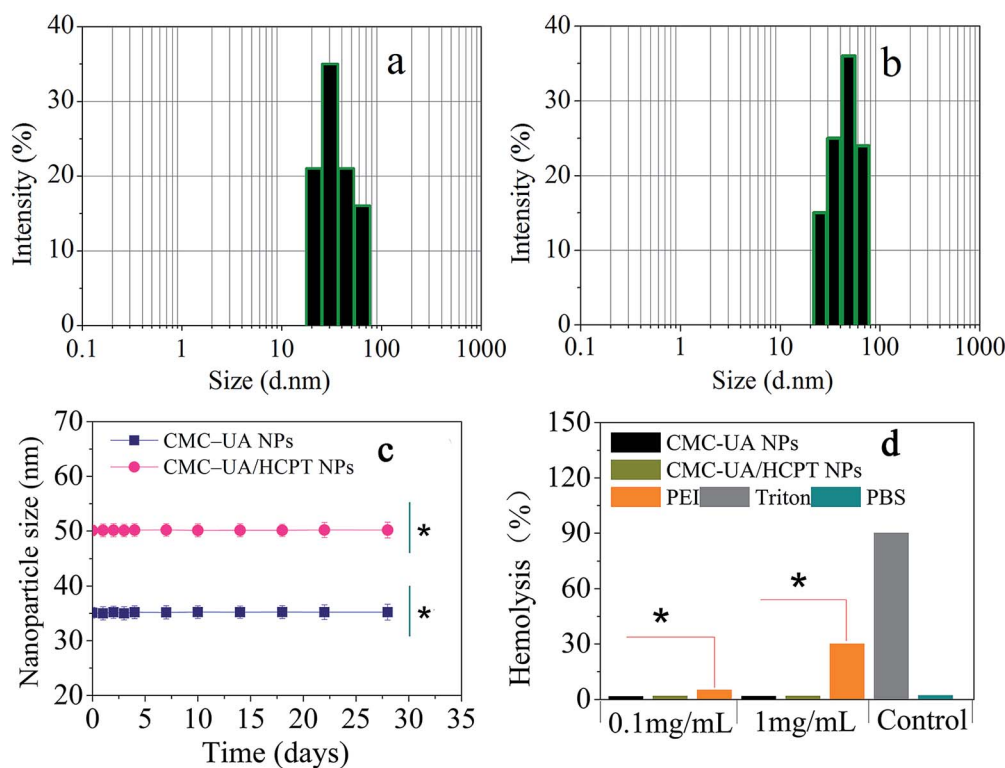 a
Intensity (%)
40
30
20
10
0
0.1 1 10 100 1000
Size (d.nm)
b
Intensity (%)
40
30
20
10
0
0.1 1 10 100 1000
Size (d.nm)
c
Nanoparticle size (nm)
70
60
50
40
30
20
CMC–UA NPs
CMC–UA/HCPT NPs
*
*
0 5 10 15 20 25 30 35
Time (days)
d
Hemolysis (%)
150
120
90
60
30
0
CMC-UA NPs
CMC-UA/HCPT NPs
PEI Triton PBS
*
*
0.1mg/mL 1mg/mL Control